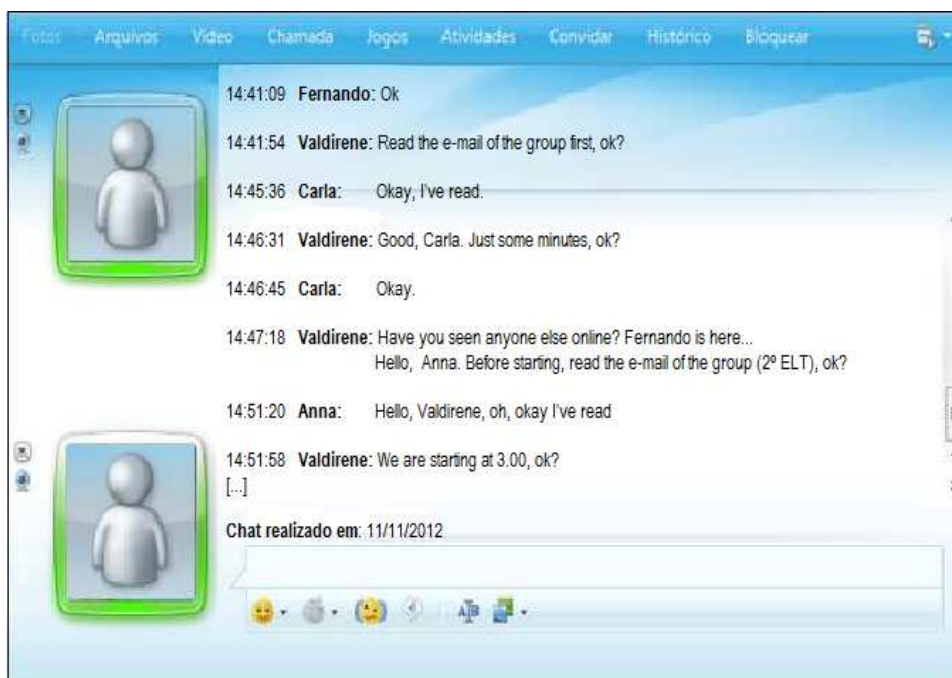 Fotos Arquivos Vídeo Chamada Jogos Atividades Convidar Histórico Bloquear
14:41:09 Fernando: Ok
14:41:54 Valdirene: Read the e-mail of the group first, ok?
14:45:36 Carla: Okay, I've read.
14:46:31 Valdirene: Good, Carla. Just some minutes, ok?
14:46:45 Carla: Okay.
14:47:18 Valdirene: Have you seen anyone else online? Fernando is here...
Hello, Anna. Before starting, read the e-mail of the group (2º ELT), ok?
14:51:20 Anna: Hello, Valdirene, oh, okay I've read
14:51:58 Valdirene: We are starting at 3.00, ok?
[...]
Chat realizado em: 11/11/2012